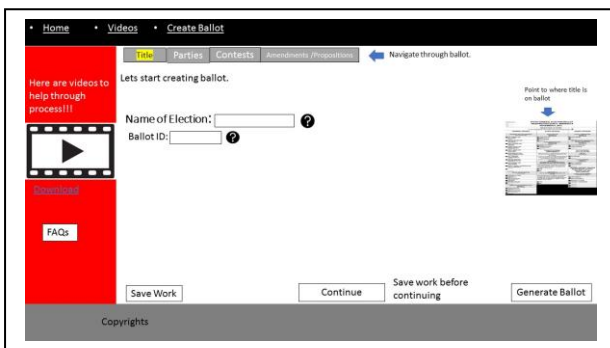 • Home • Videos • Create Ballot
Title Parties Contests Amendments /Propositions Navigate through ballot.
Here are videos to
help through
process!!!
Download
FAQs
Lets start creating ballot.
Name of Election: ?
Ballot ID: ?
Point to where title is
on ballot
Save Work
Continue
Save work before
continuing
Generate Ballot
Copyrights